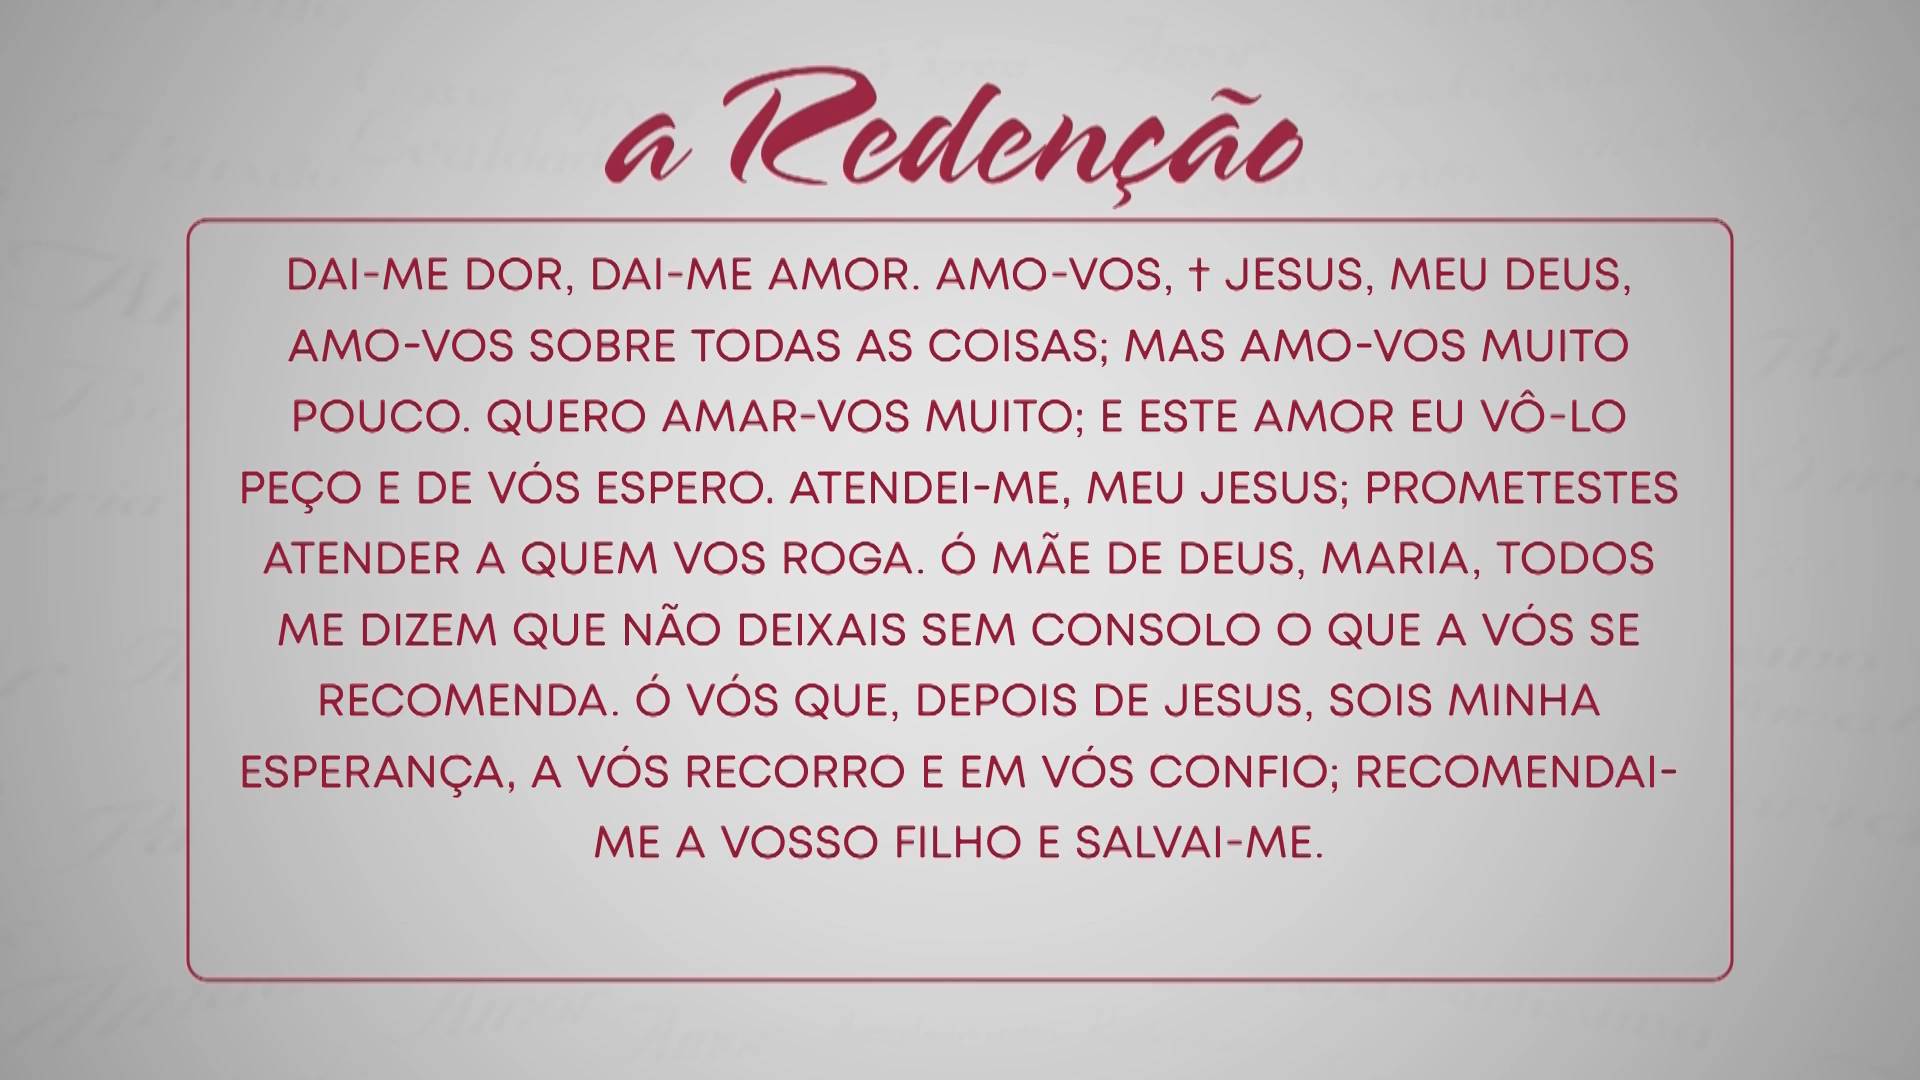 a Redenção
DAI-ME DOR, DAI-ME AMOR. AMO-VOS, † JESUS, MEU DEUS,
AMO-VOS SOBRE TODAS AS COISAS; MAS AMO-VOS MUITO
POUCO. QUERO AMAR-VOS MUITO; E ESTE AMOR EU VÔ-LO
PEÇO E DE VÓS ESPERO. ATENDEI-ME, MEU JESUS; PROMETESTES
ATENDER A QUEM VOS ROGA. Ó MÃE DE DEUS, MARIA, TODOS
ME DIZEM QUE NÃO DEIXAIS SEM CONSOLO O QUE A VÓS SE
RECOMENDA. Ó VÓS QUE, DEPOIS DE JESUS, SOIS MINHA
ESPERANÇA, A VÓS RECORRO E EM VÓS CONFIO; RECOMENDAI-
ME A VOSSO FILHO E SALVAI-ME.